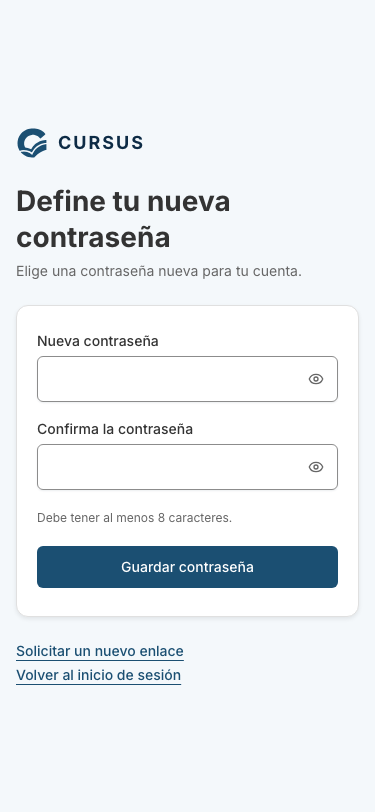 CURSUS
Define tu nueva
contraseña
Elige una contraseña nueva para tu cuenta.
Nueva contraseña
Confirma la contraseña
Debe tener al menos 8 caracteres.
Guardar contraseña
Solicitar un nuevo enlace
Volver al inicio de sesión